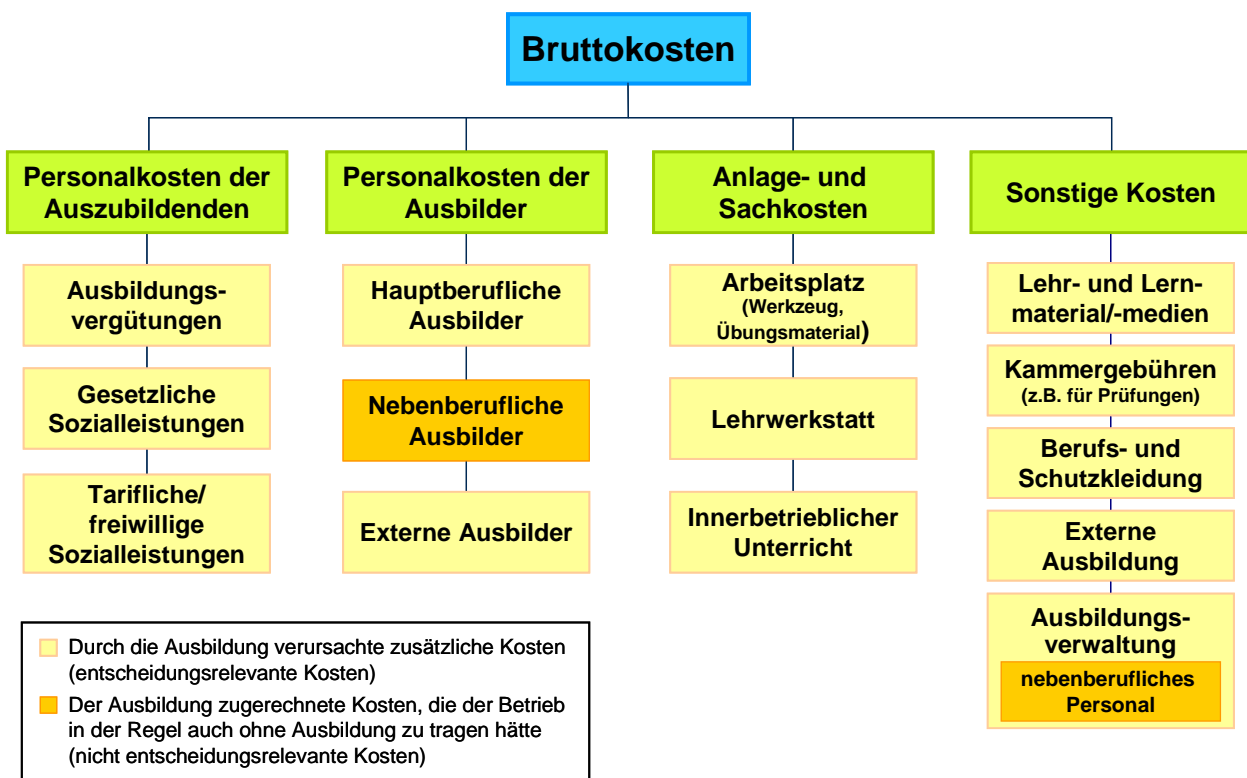 Bruttokosten
Personalkosten der
Auszubildenden
Ausbildungs-
vergütungen
Gesetzliche
Sozialleistungen
Tarifliche/
freiwillige
Sozialleistungen
Personalkosten der
Ausbilder
Hauptberufliche
Ausbilder
Nebenberufliche
Ausbilder
Externe Ausbilder
Anlage- und
Sachkosten
Arbeitsplatz
(Werkzeug,
Übungsmaterial)
Lehrwerkstatt
Innerbetrieblicher
Unterricht
Sonstige Kosten
Lehr- und Lern-
material/-medien
Kammergebühren
(z.B. für Prüfungen)
Berufs- und
Schutzkleidung
Externe
Ausbildung
Ausbildungs-
verwaltung
nebenberufliches
Personal
Durch die Ausbildung verursachte zusätzliche Kosten
(entscheidungsrelevante Kosten)
Der Ausbildung zugerechnete Kosten, die der Betrieb
in der Regel auch ohne Ausbildung zu tragen hätte
(nicht entscheidungsrelevante Kosten)